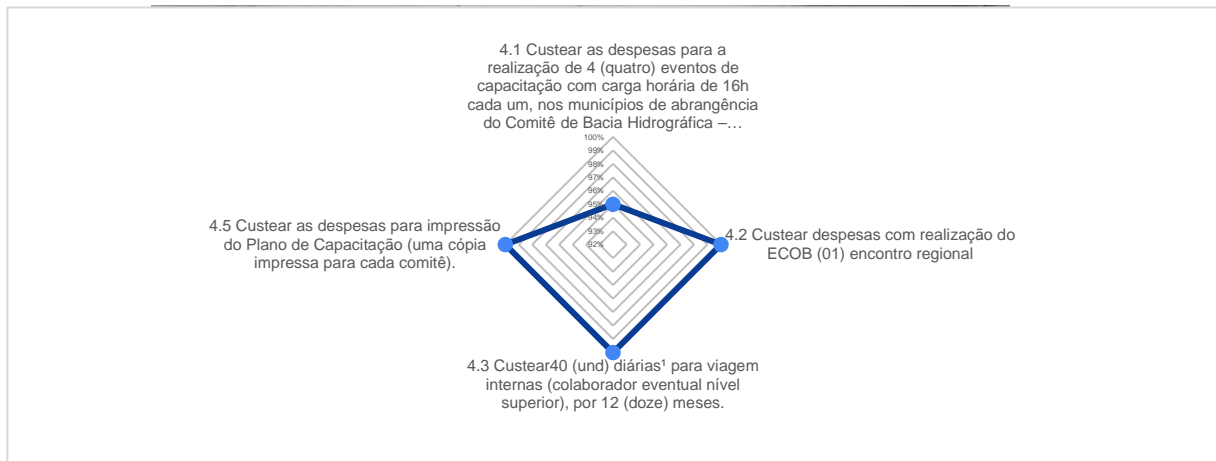 4.1 Custear as despesas para a
realização de 4 (quatro) eventos de
capacitação com carga horária de 16h
cada um, nos municípios de abrangência
do Comitê de Bacia Hidrográfica –…
100%
99%
98%
97%
96%
95%
94%
93%
92%
4.5 Custear as despesas para impressão
do Plano de Capacitação (uma cópia
impressa para cada comitê).
4.2 Custear despesas com realização do
ECOB (01) encontro regional
4.3 Custear40 (und) diárias¹ para viagem
internas (colaborador eventual nível
superior), por 12 (doze) meses.